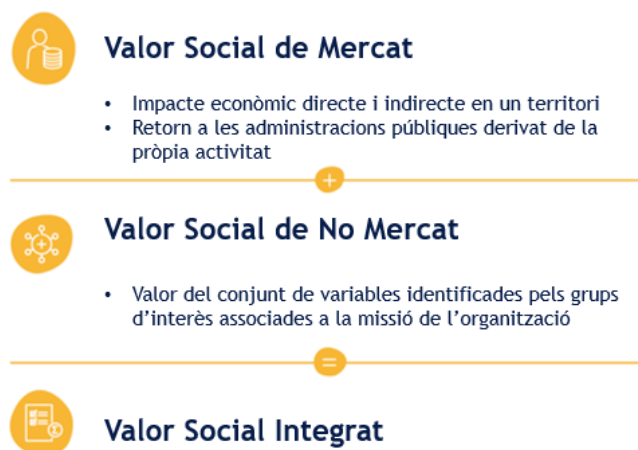 Valor Social de Mercat
• Impacte econòmic directe i indirecte en un territori
• Retorn a les administracions públiques derivat de la
pròpia activitat
+
Valor Social de No Mercat
• Valor del conjunt de variables identificades pels grups
d'interès associades a la missió de l'organització
=
Valor Social Integrat